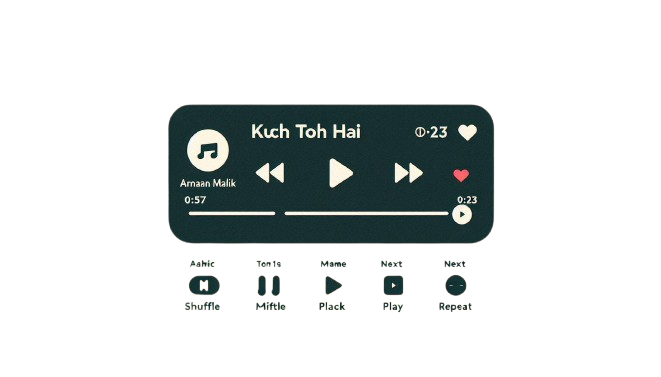 Kuch Toh Hai
0:23
Arnaan Malik
0:57
0:23
Aahic Tom1s Mame Next Next
Shuffle Miftle Plack Play Repeat